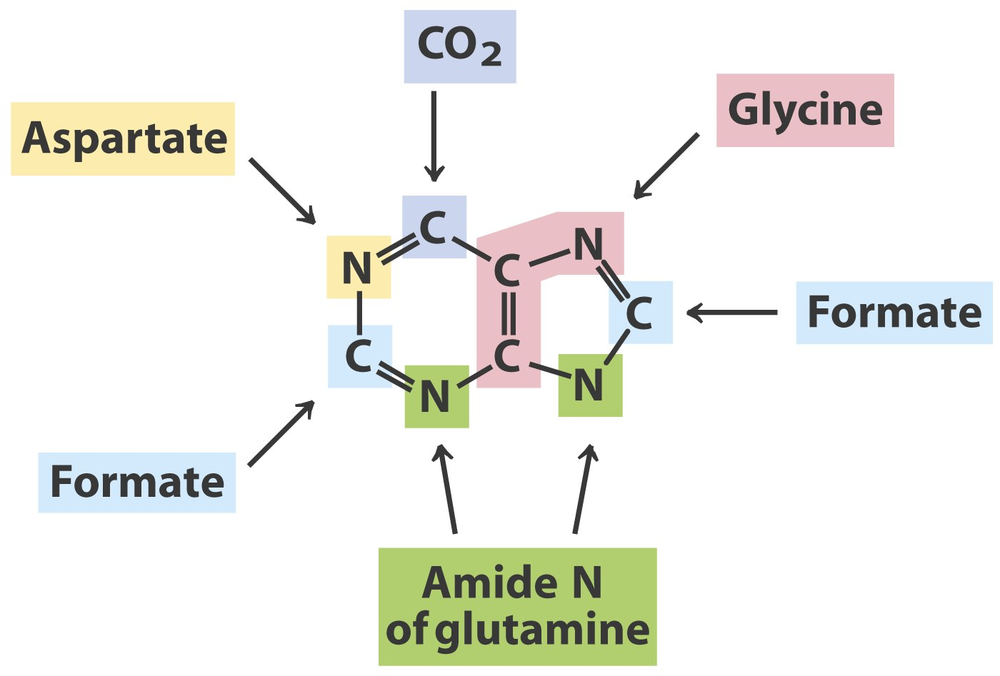 CO₂
Glycine
Aspartate
C
N
N
C
C
Formate
C
C
N
N
Formate
Amide N
of glutamine